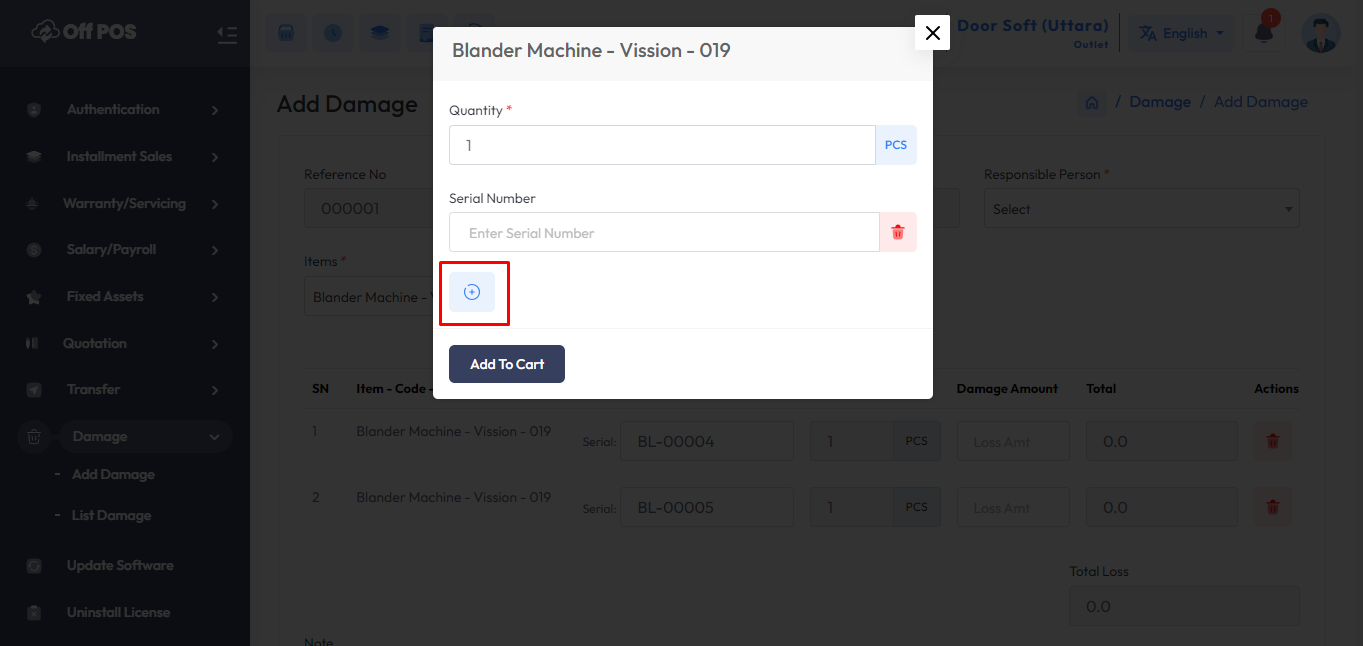 Off POS
Authentication
Installment Sales
Warranty/Servicing
Salary/Payroll
Fixed Assets
Quotation
Transfer
Damage
- Add Damage
- List Damage
Update Software
Uninstall License
Door Soft (Uttara)
Outlet
English
1
Add Damage
/ Damage / Add Damage
Reference No
000001
Responsible Person *
Select
Items *
Blander Machine -
Blander Machine - Vission - 019
Quantity *
1 PCS
Serial Number
Enter Serial Number
Add To Cart
SN Item - Code - Damage Amount Total Actions
1 Blander Machine - Vission - 019 Serial: BL-00004 1 PCS Loss Amt 0.0
2 Blander Machine - Vission - 019 Serial: BL-00005 1 PCS Loss Amt 0.0
Total Loss
0.0
Note